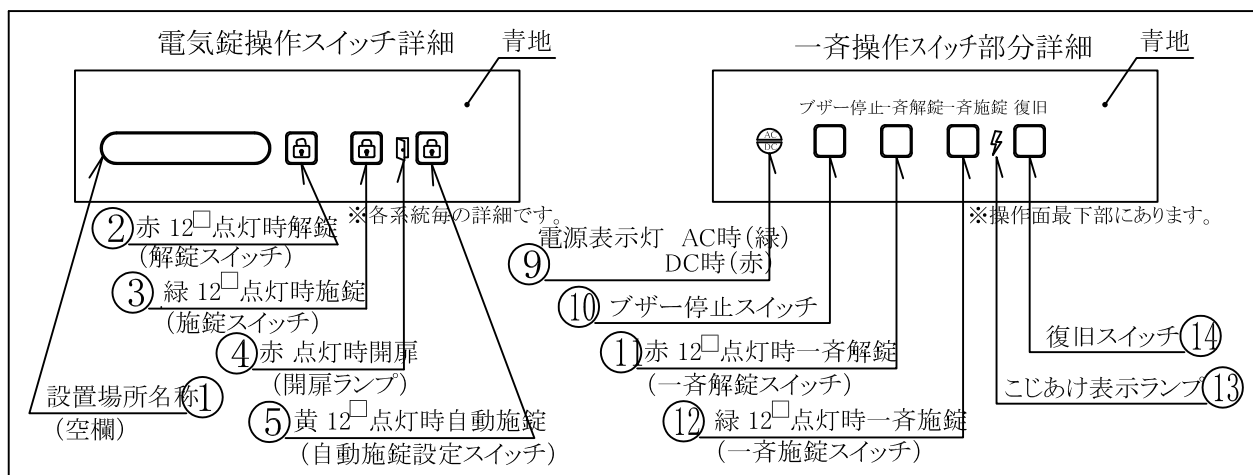 電気錠操作スイッチ詳細
青地
※各系統毎の詳細です。
② 赤 12□点灯時解錠
(解錠スイッチ)
③ 緑 12□点灯時施錠
(施錠スイッチ)
④ 赤 点灯時開扉
(開扉ランプ)
設置場所名称①
(空欄)
⑤ 黄 12□点灯時自動施錠
(自動施錠設定スイッチ)
一斉操作スイッチ部分詳細
青地
ブザー停止一斉解錠一斉施錠 復旧
AC
DC
※操作面最下部にあります。
電源表示灯 AC時(緑)
⑨ DC時(赤)
⑩ ブザー停止スイッチ
⑪赤 12□点灯時一斉解錠
(一斉解錠スイッチ)
復旧スイッチ⑭
こじあけ表示ランプ⑬
⑫ 緑 12□点灯時一斉施錠
(一斉施錠スイッチ)